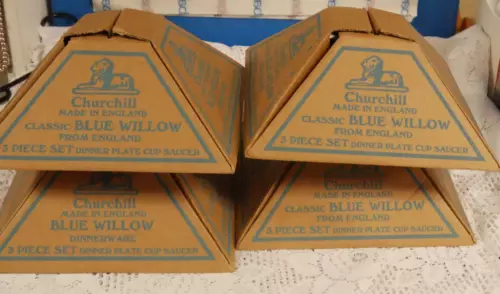 Churchill
MADE IN ENGLAND
CLASSIC BLUE WILLOW
FROM ENGLAND
3 PIECE SET DINNER PLATE CUP SAUCER
Churchill
MADE IN ENGLAND
CLASSIC BLUE WILLOW
FROM ENGLAND
3 PIECE SET DINNER PLATE CUP SAUCER
Churchill
MADE IN ENGLAND
BLUE WILLOW
DINNERWARE
3 PIECE SET DINNER PLATE CUP SAUCER
Churchill
MADE IN ENGLAND
CLASSIC BLUE WILLOW
FROM ENGLAND
3 PIECE SET DINNER PLATE CUP SAUCER